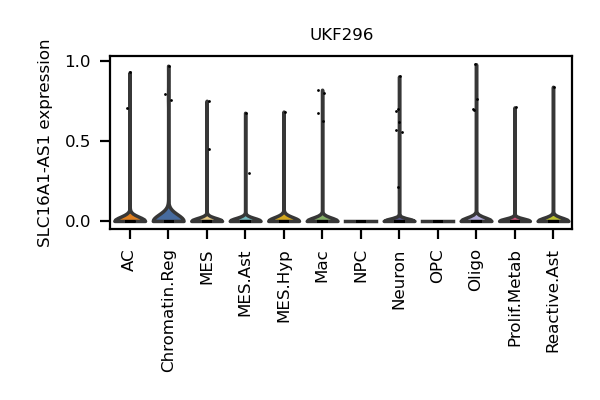 UKF296
SLC16A1-AS1 expression
1.0
0.5
0.0
AC
Chromatin.Reg
MES
MES.Ast
MES.Hyp
Mac
NPC
Neuron
OPC
Oligo
Prolif.Metab
Reactive.Ast